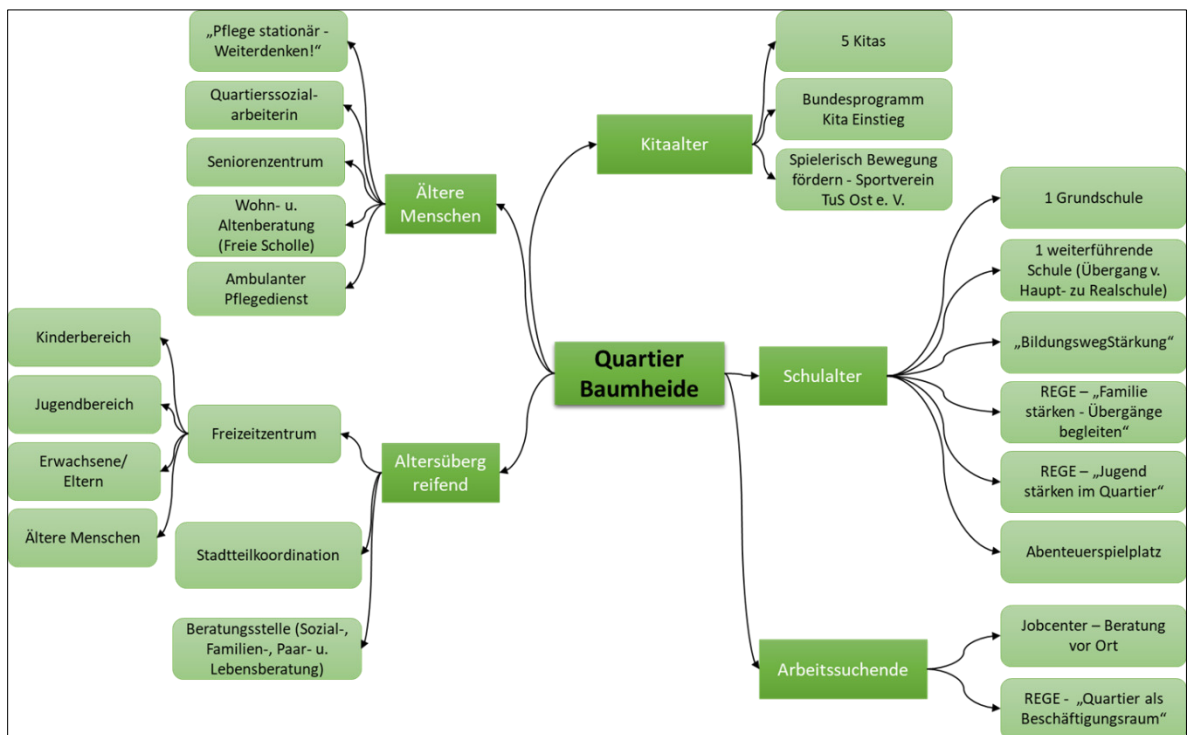 „Pflege stationär -
Weiterdenken!“
Quartierssozial-
arbeiterin
Seniorenzentrum
Wohn- u.
Altenberatung
(Freie Scholle)
Ambulanter
Pflegedienst
Ältere
Menschen
5 Kitas
Bundesprogramm
Kita Einstieg
Spielerisch Bewegung
fördern - Sportverein
TuS Ost e. V.
Kitaalter
Quartier
Baumheide
Schulalter
1 Grundschule
1 weiterführende
Schule (Übergang v.
Haupt- zu Realschule)
„BildungswegStärkung“
REGE – „Familie
stärken - Übergänge
begleiten“
REGE – „Jugend
stärken im Quartier“
Abenteuerspielplatz
Kinderbereich
Jugendbereich
Erwachsene/
Eltern
Ältere Menschen
Freizeitzentrum
Altersüberg
reifend
Stadtteilkoordination
Beratungsstelle (Sozial-,
Familien-, Paar- u.
Lebensberatung)
Arbeitssuchende
Jobcenter – Beratung
vor Ort
REGE - „Quartier als
Beschäftigungsraum“